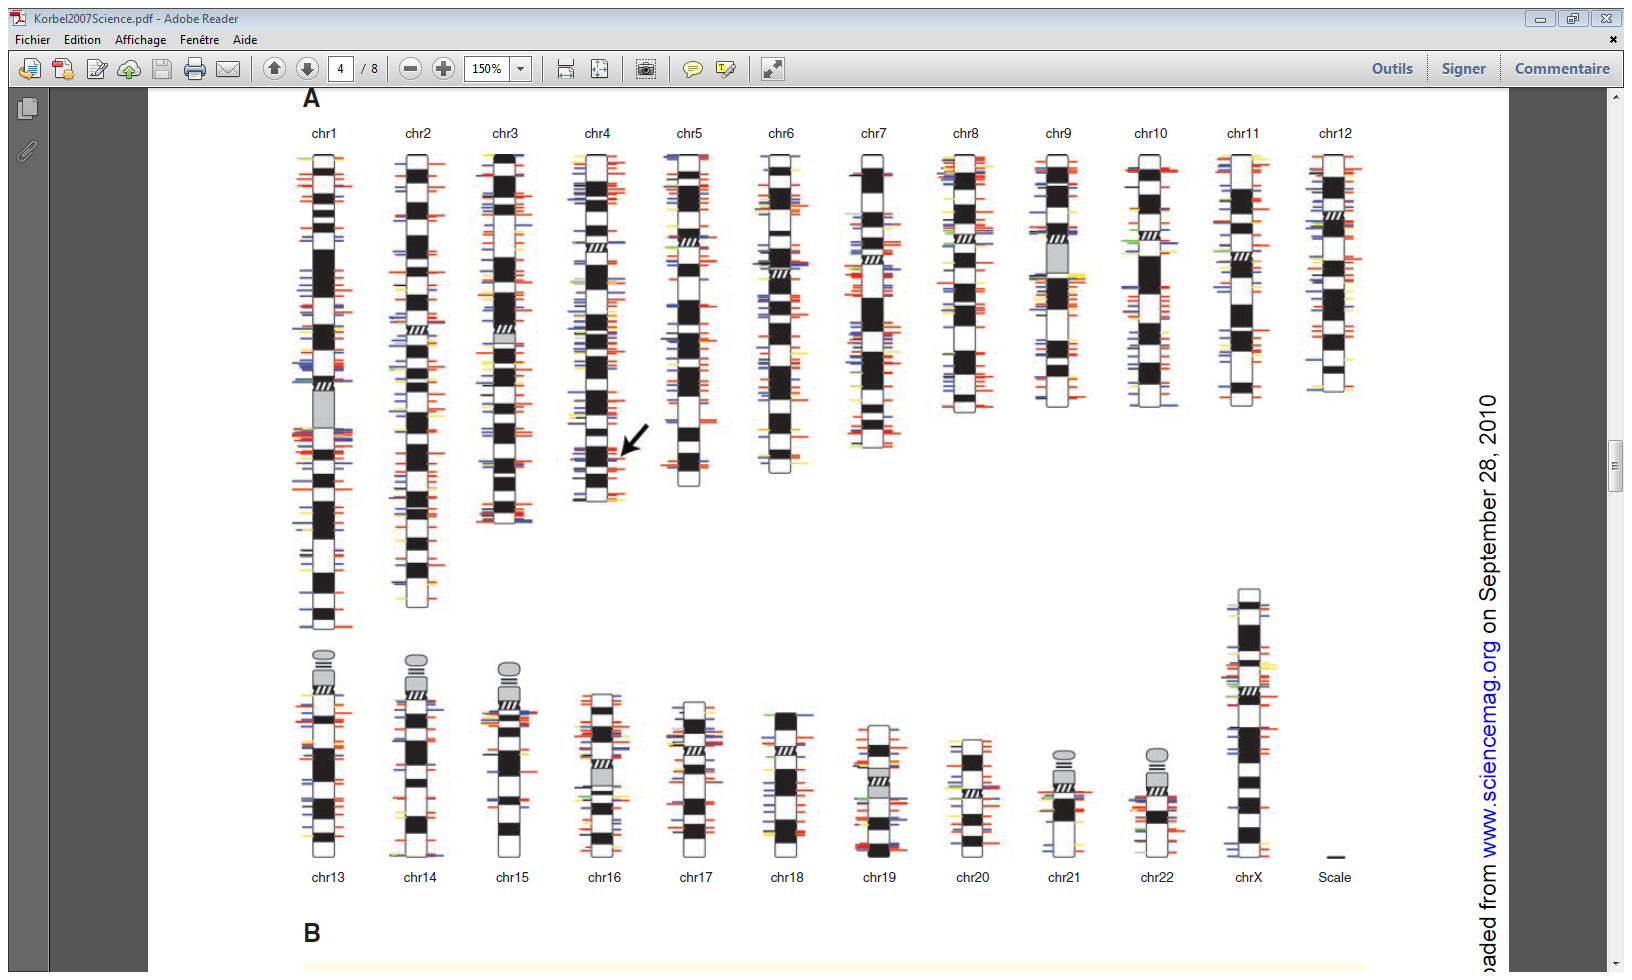 Korbel2007Science.pdf - Adobe Reader
Fichier Edition Affichage Fenêtre Aide
4 / 8 150% Outils Signer Commentaire
A
chr1 chr2 chr3 chr4 chr5 chr6 chr7 chr8 chr9 chr10 chr11 chr12
chr13 chr14 chr15 chr16 chr17 chr18 chr19 chr20 chr21 chr22 chrX Scale
B
oaded from www.sciencemag.org on September 28, 2010